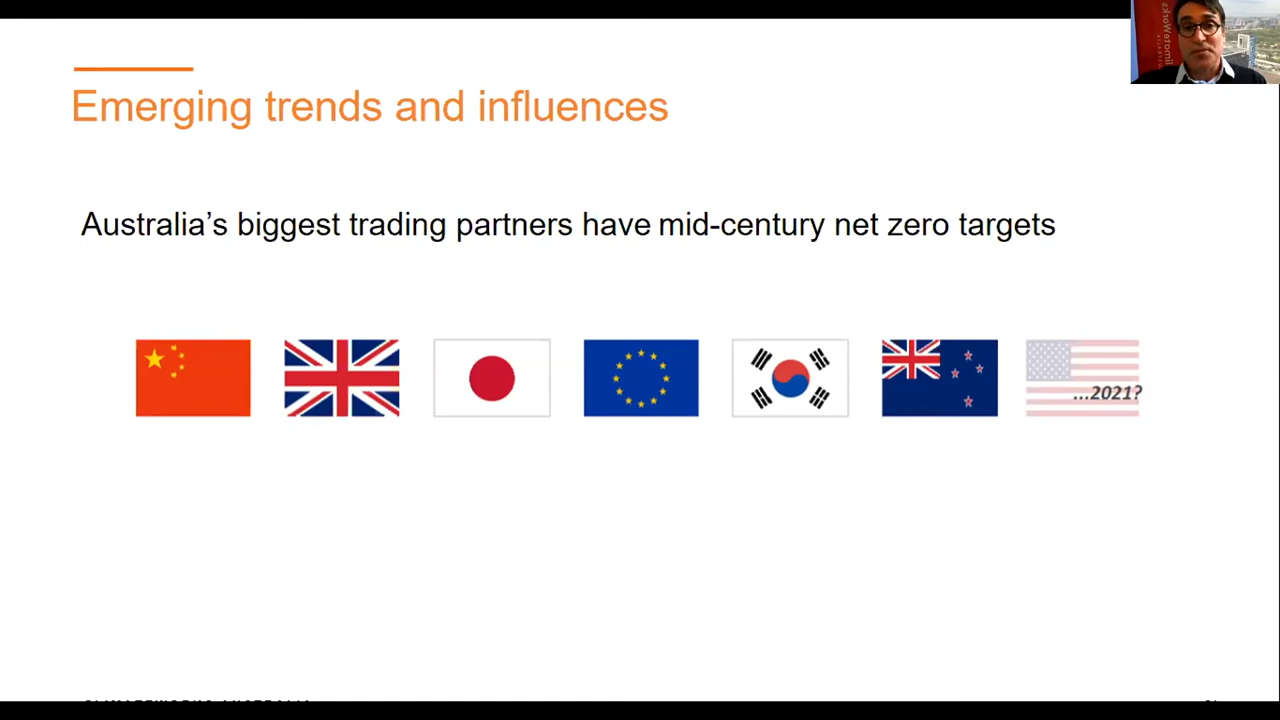 Emerging trends and influences
Australia's biggest trading partners have mid-century net zero targets
...2021?